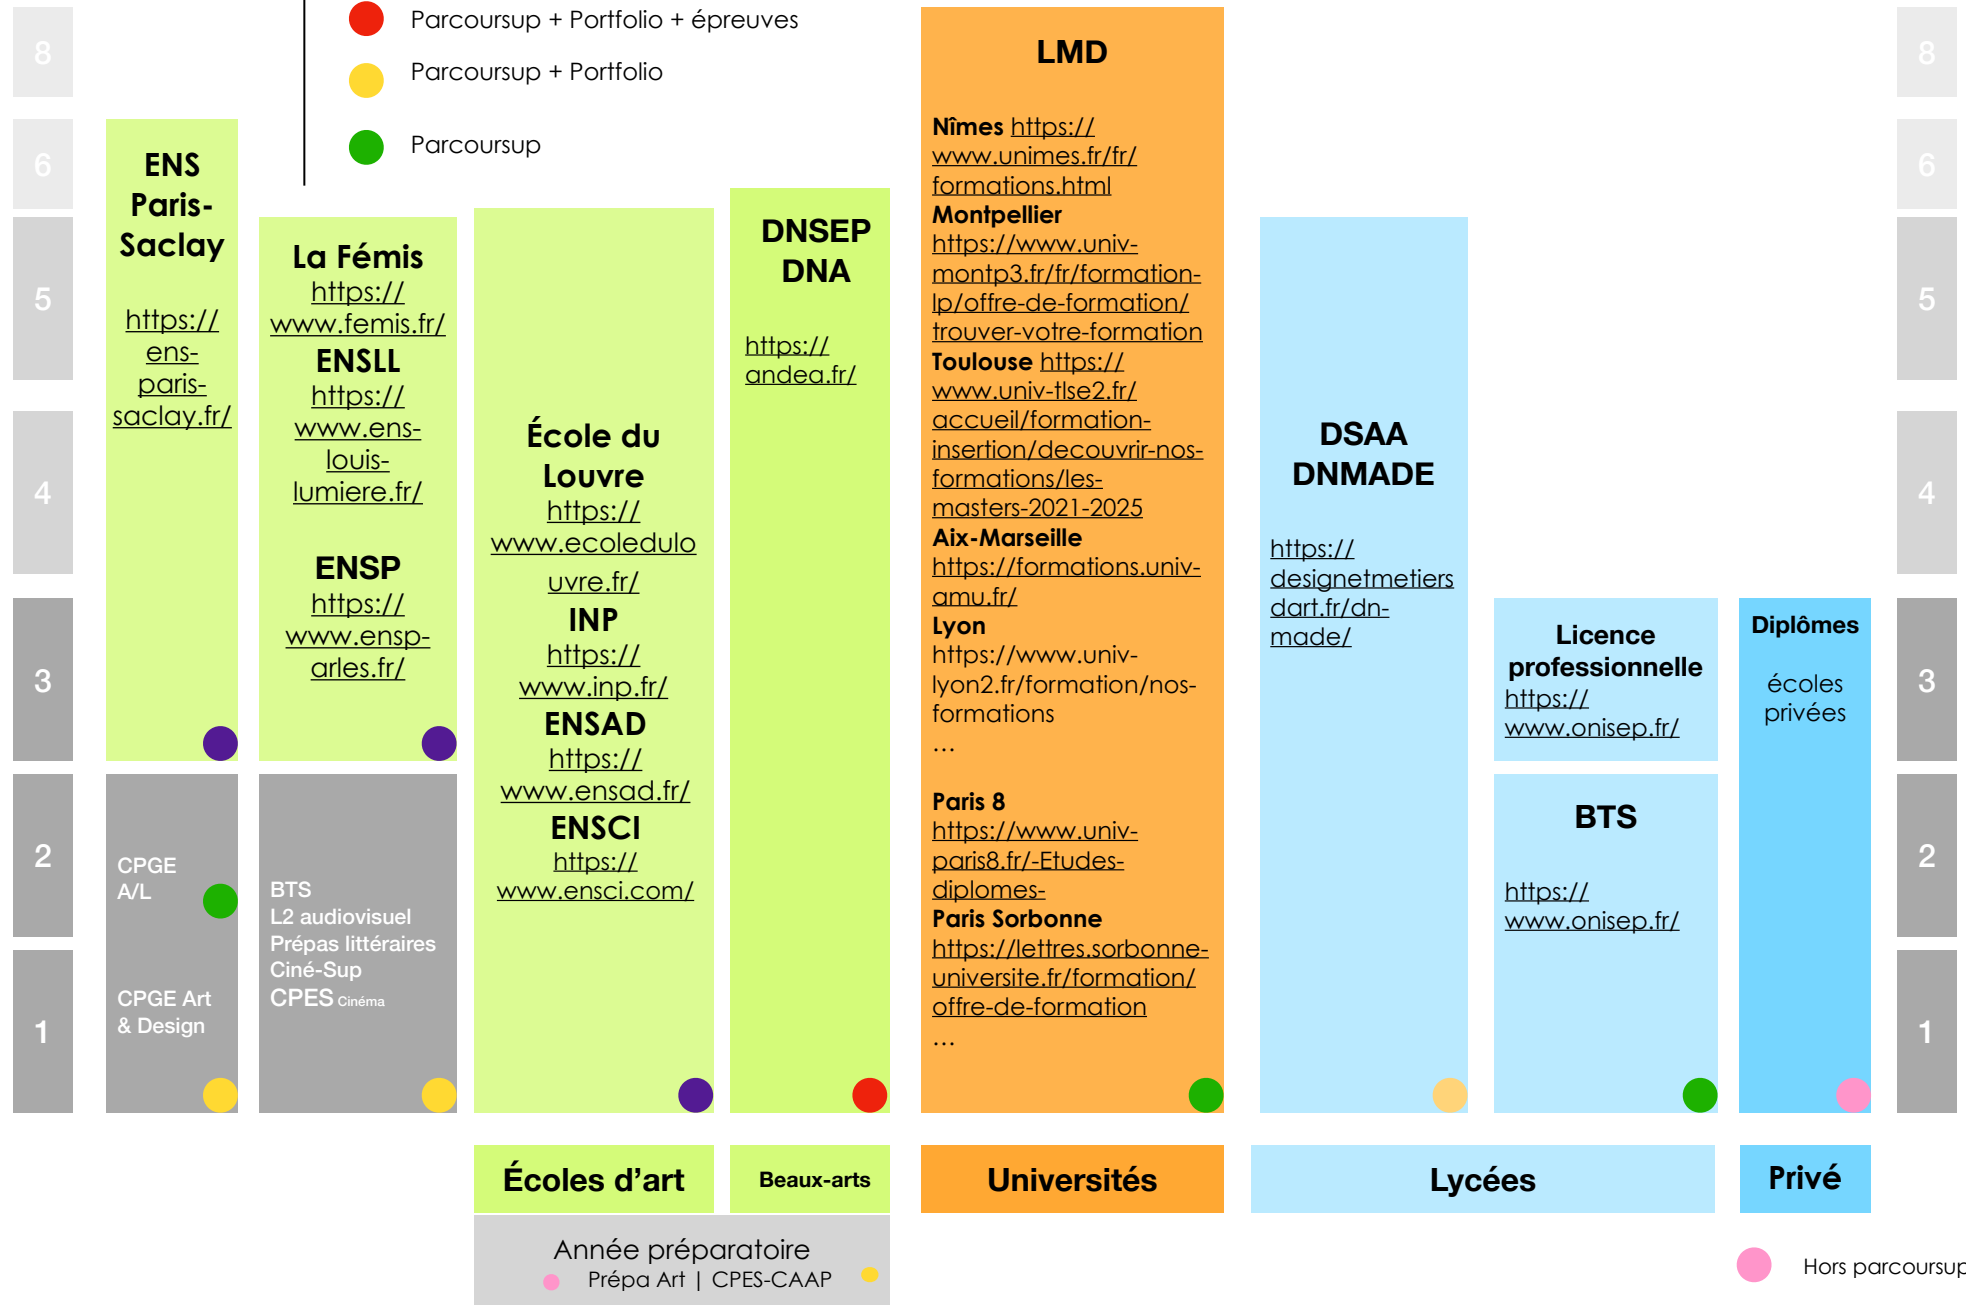 Parcoursup + Portfolio + épreuves
Parcoursup + Portfolio
Parcoursup
8
6
5
4
3
2
1
ENS
Paris-
Saclay
https://
ens-
paris-
saclay.fr/
CPGE
A/L
CPGE Art
& Design
La Fémis
https://
www.femis.fr/
ENSLL
https://
www.ens-
louis-
lumiere.fr/
ENSP
https://
www.ensp-
arles.fr/
BTS
L2 audiovisuel
Prépas littéraires
Ciné-Sup
CPES Cinéma
École du
Louvre
https://
www.ecoledulo
uvre.fr/
INP
https://
www.inp.fr/
ENSAD
https://
www.ensad.fr/
ENSCI
https://
www.ensci.com/
DNSEP
DNA
https://
andea.fr/
LMD
Nîmes https://
www.unimes.fr/fr/
formations.html
Montpellier
https://www.univ-
montp3.fr/fr/formation-
lp/offre-de-formation/
trouver-votre-formation
Toulouse https://
www.univ-tlse2.fr/
accueil/formation-
insertion/decouvrir-nos-
formations/les-
masters-2021-2025
Aix-Marseille
https://formations.univ-
amu.fr/
Lyon
https://www.univ-
lyon2.fr/formation/nos-
formations
…
Paris 8
https://www.univ-
paris8.fr/-Etudes-
diplomes-
Paris Sorbonne
https://lettres.sorbonne-
universite.fr/formation/
offre-de-formation
…
DSAA
DNMADE
https://
designetmetiers
dart.fr/dn-
made/
Licence
professionnelle
https://
www.onisep.fr/
BTS
https://
www.onisep.fr/
Diplômes
écoles
privées
8
6
5
4
3
2
1
Écoles d'art
Beaux-arts
Universités
Lycées
Privé
Année préparatoire
Prépa Art | CPES-CAAP
Hors parcoursup